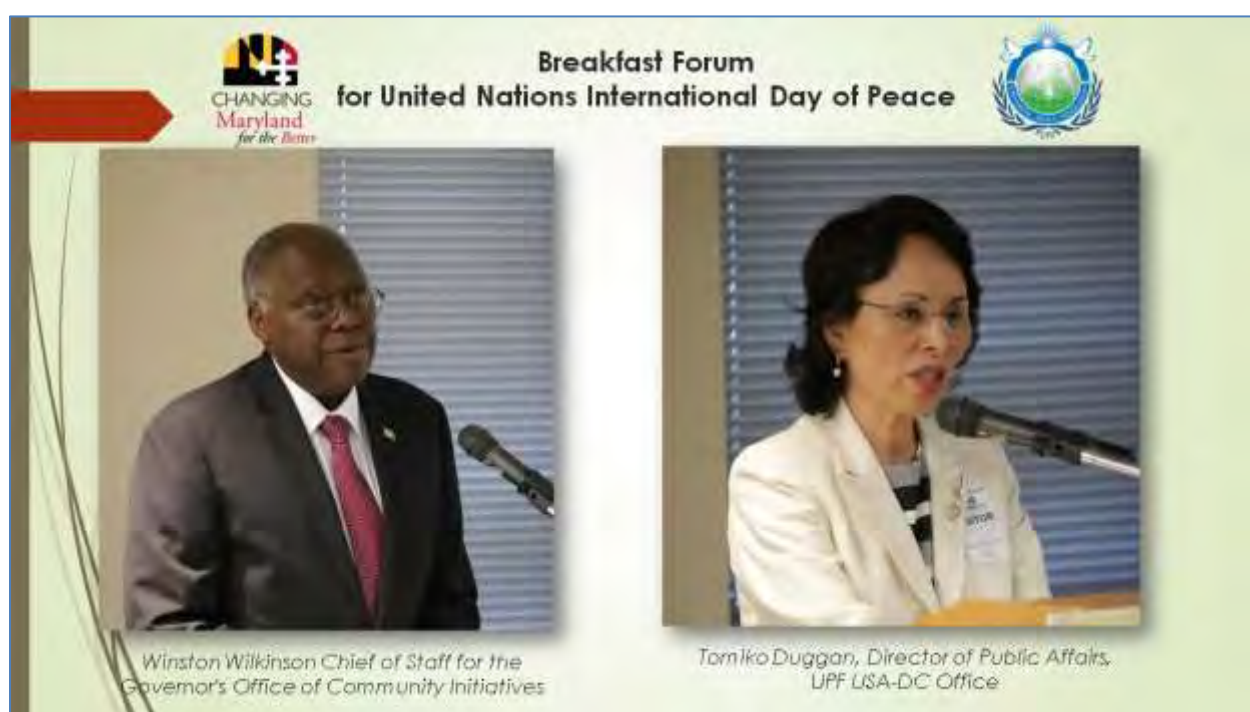 Breakfast Forum
for United Nations International Day of Peace
CHANGING
Maryland
for the Better
Winston Wilkinson Chief of Staff for the
Governor's Office of Community Initiatives
Tomiko Duggan, Director of Public Affairs,
UPF USA-DC Office